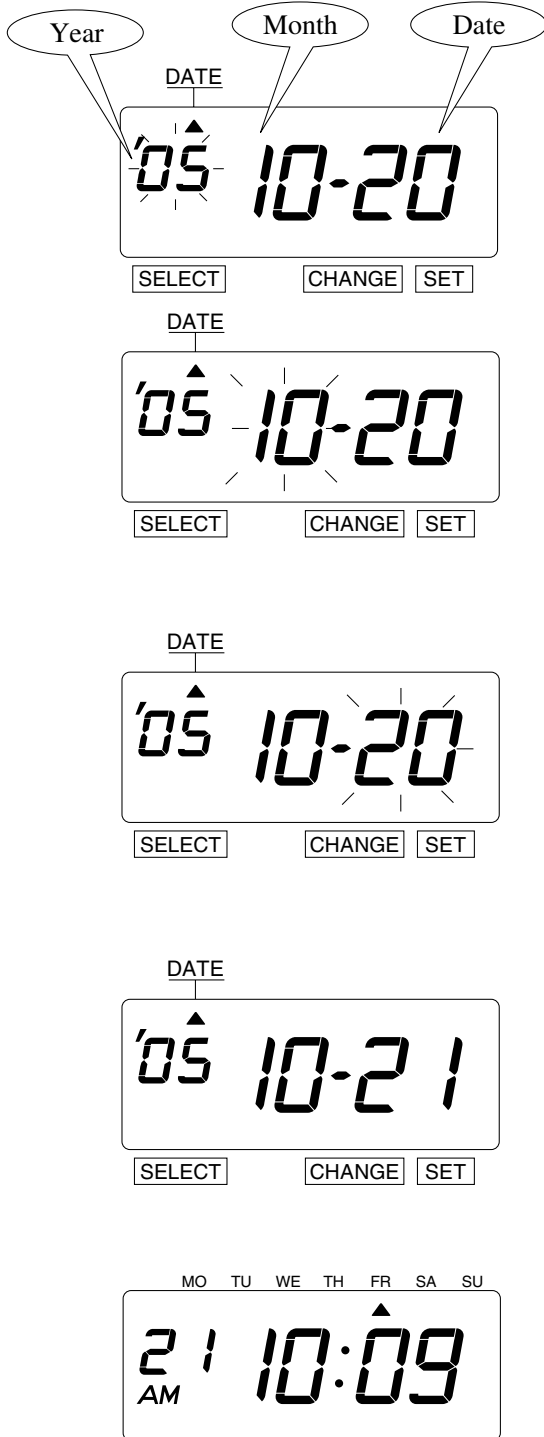 Year Month Date
DATE
'05 10-20
SELECT CHANGE SET
DATE
'05 10-20
SELECT CHANGE SET
DATE
'05 10-20
SELECT CHANGE SET
DATE
'05 10-21
SELECT CHANGE SET
MO TU WE TH FR SA SU
21 10:09
AM